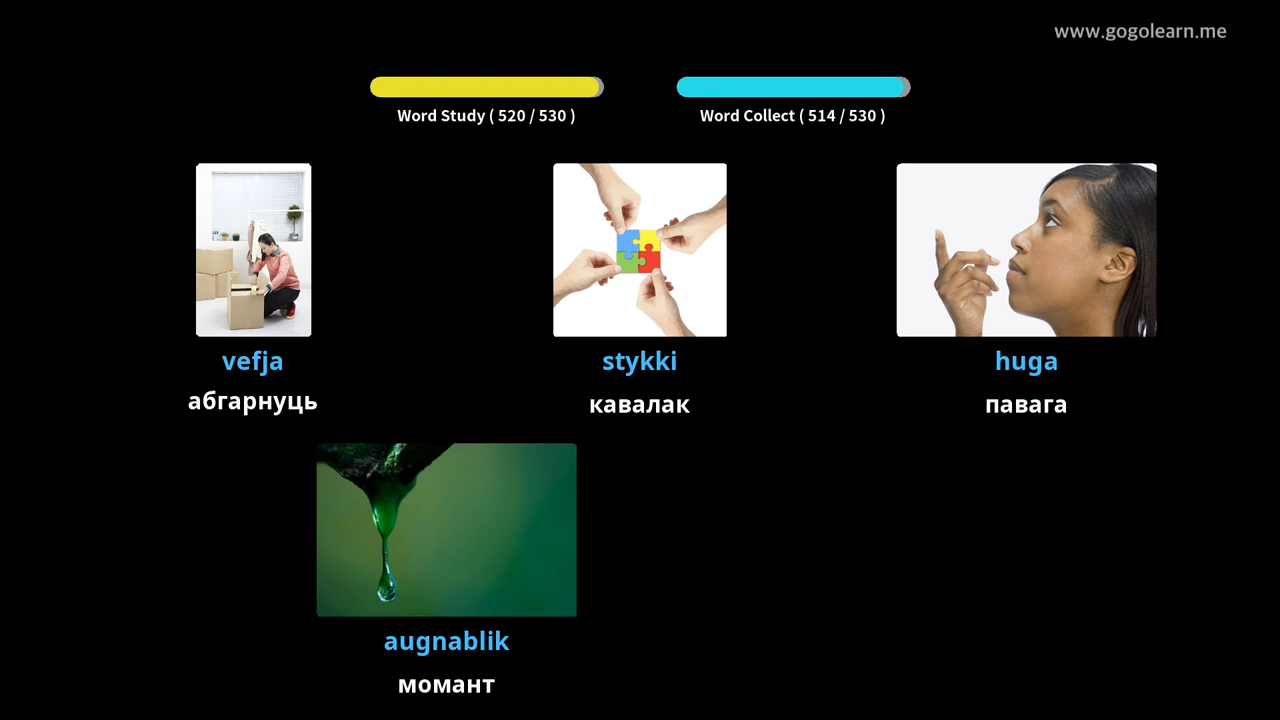 www.gogolearn.me
Word Study ( 520 / 530 )
Word Collect ( 514 / 530 )
vefja
абгарнуць
stykki
кавалак
huga
павага
augnablik
момант